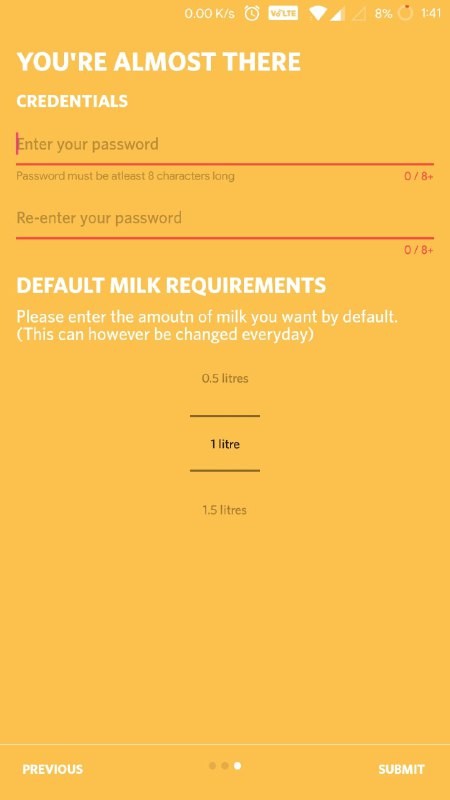 0.00 K/s VoLTE 8% 1:41
YOU'RE ALMOST THERE
CREDENTIALS
Enter your password
Password must be atleast 8 characters long 0 / 8+
Re-enter your password
0 / 8+
DEFAULT MILK REQUIREMENTS
Please enter the amoutn of milk you want by default.
(This can however be changed everyday)
0.5 litres
1 litre
1.5 litres
PREVIOUS SUBMIT